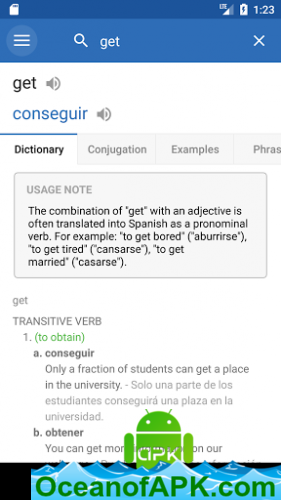 LTE 1:23
get
get
conseguir
Dictionary Conjugation Examples Phras
USAGE NOTE
The combination of "get" with an adjective is
often translated into Spanish as a pronominal
verb. For example: "to get bored" ("aburrirse"),
"to get tired" ("cansarse"), "to get
married" ("casarse").
get
TRANSITIVE VERB
1. (to obtain)
a. conseguir
Only a fraction of students can get a place
in the university. - Solo una parte de los
estudiantes conseguirá una plaza en la
universidad.
b. obtener
You can get more on our
APK
OceanofAPK.com